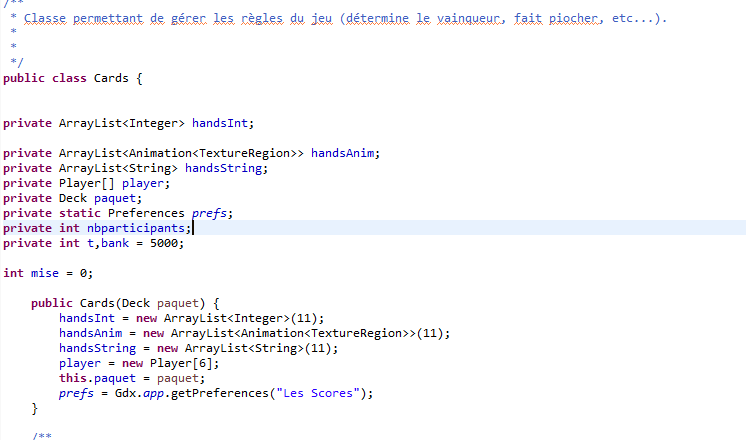 /**
 * Classe permettant de gérer les règles du jeu (détermine le vainqueur, fait piocher, etc...).
 *
 *
 */
public class Cards {
private ArrayList<Integer> handsInt;
private ArrayList<Animation<TextureRegion>> handsAnim;
private ArrayList<String> handsString;
private Player[] player;
private Deck paquet;
private static Preferences prefs;
private int nbparticipants;
private int t,bank = 5000;
int mise = 0;
public Cards(Deck paquet) {
handsInt = new ArrayList<Integer>(11);
handsAnim = new ArrayList<Animation<TextureRegion>>(11);
handsString = new ArrayList<String>(11);
player = new Player[6];
this.paquet = paquet;
prefs = Gdx.app.getPreferences("Les Scores");
}
/**